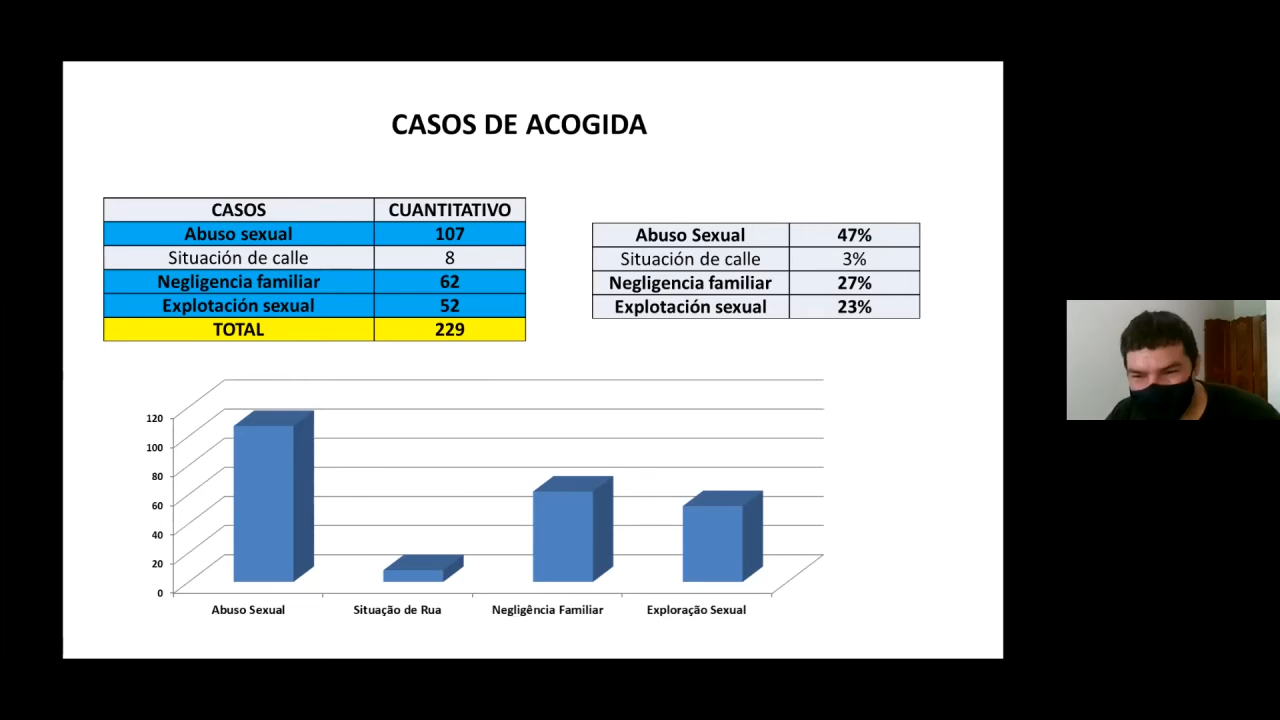 CASOS DE ACOGIDA
CASOS CUANTITATIVO
Abuso sexual 107
Situación de calle 8
Negligencia familiar 62
Explotación sexual 52
TOTAL 229
Abuso Sexual 47%
Situación de calle 3%
Negligencia familiar 27%
Explotación sexual 23%
120
100
80
60
40
20
0
Abuso Sexual Situação de Rua Negligência Familiar Exploração Sexual